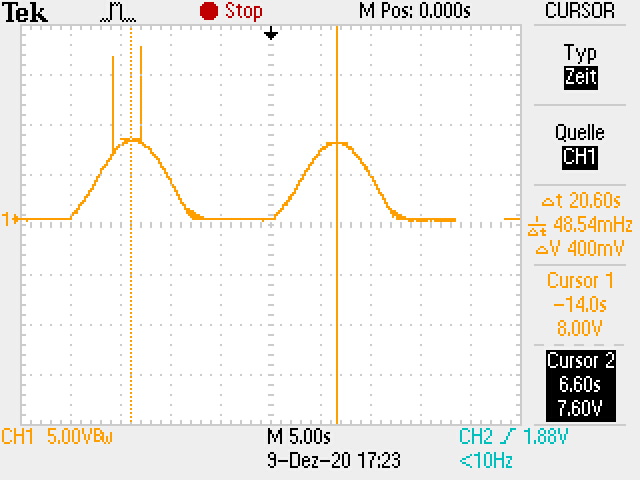 Tek Stop M Pos: 0.000s CURSOR
Typ
Zeit
Quelle
CH1
1
Δt 20.60s
1/Δt 48.54mHz
ΔV 400mV
Cursor 1
-14.0s
8.00V
Cursor 2
6.60s
7.60V
CH1 5.00VBw M 5.00s CH2 1.88V
9-Dez-20 17:23 <10Hz